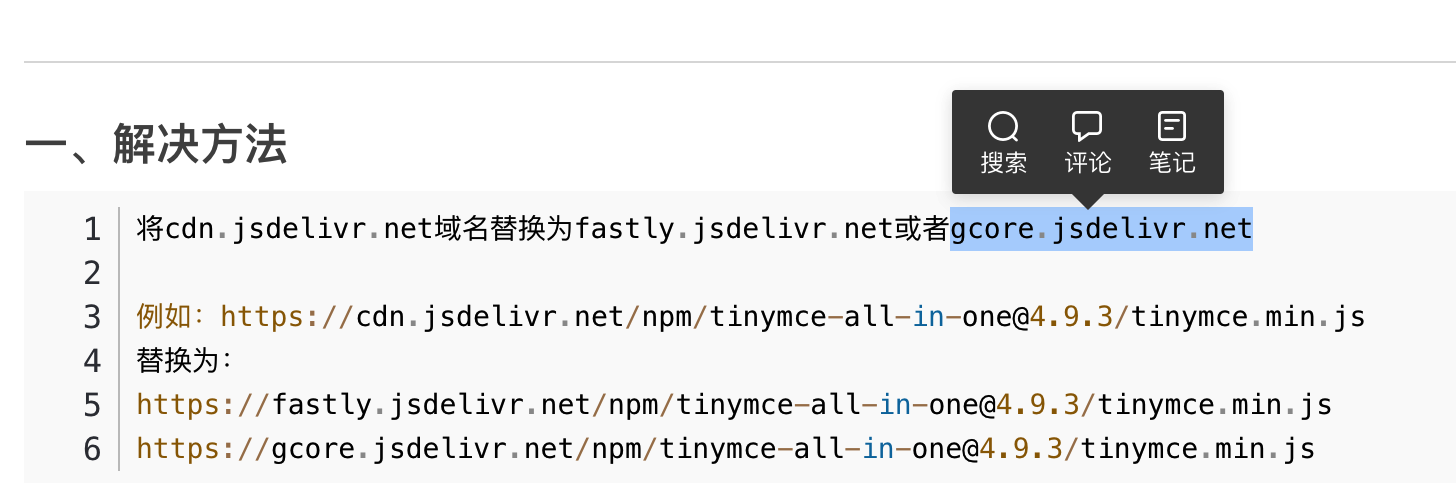 一、解决方法
搜索 评论 笔记
1 将cdn.jsdelivr.net域名替换为fastly.jsdelivr.net或者gcore.jsdelivr.net
2
3 例如：https://cdn.jsdelivr.net/npm/tinymce-all-in-one@4.9.3/tinymce.min.js
4 替换为：
5 https://fastly.jsdelivr.net/npm/tinymce-all-in-one@4.9.3/tinymce.min.js
6 https://gcore.jsdelivr.net/npm/tinymce-all-in-one@4.9.3/tinymce.min.js